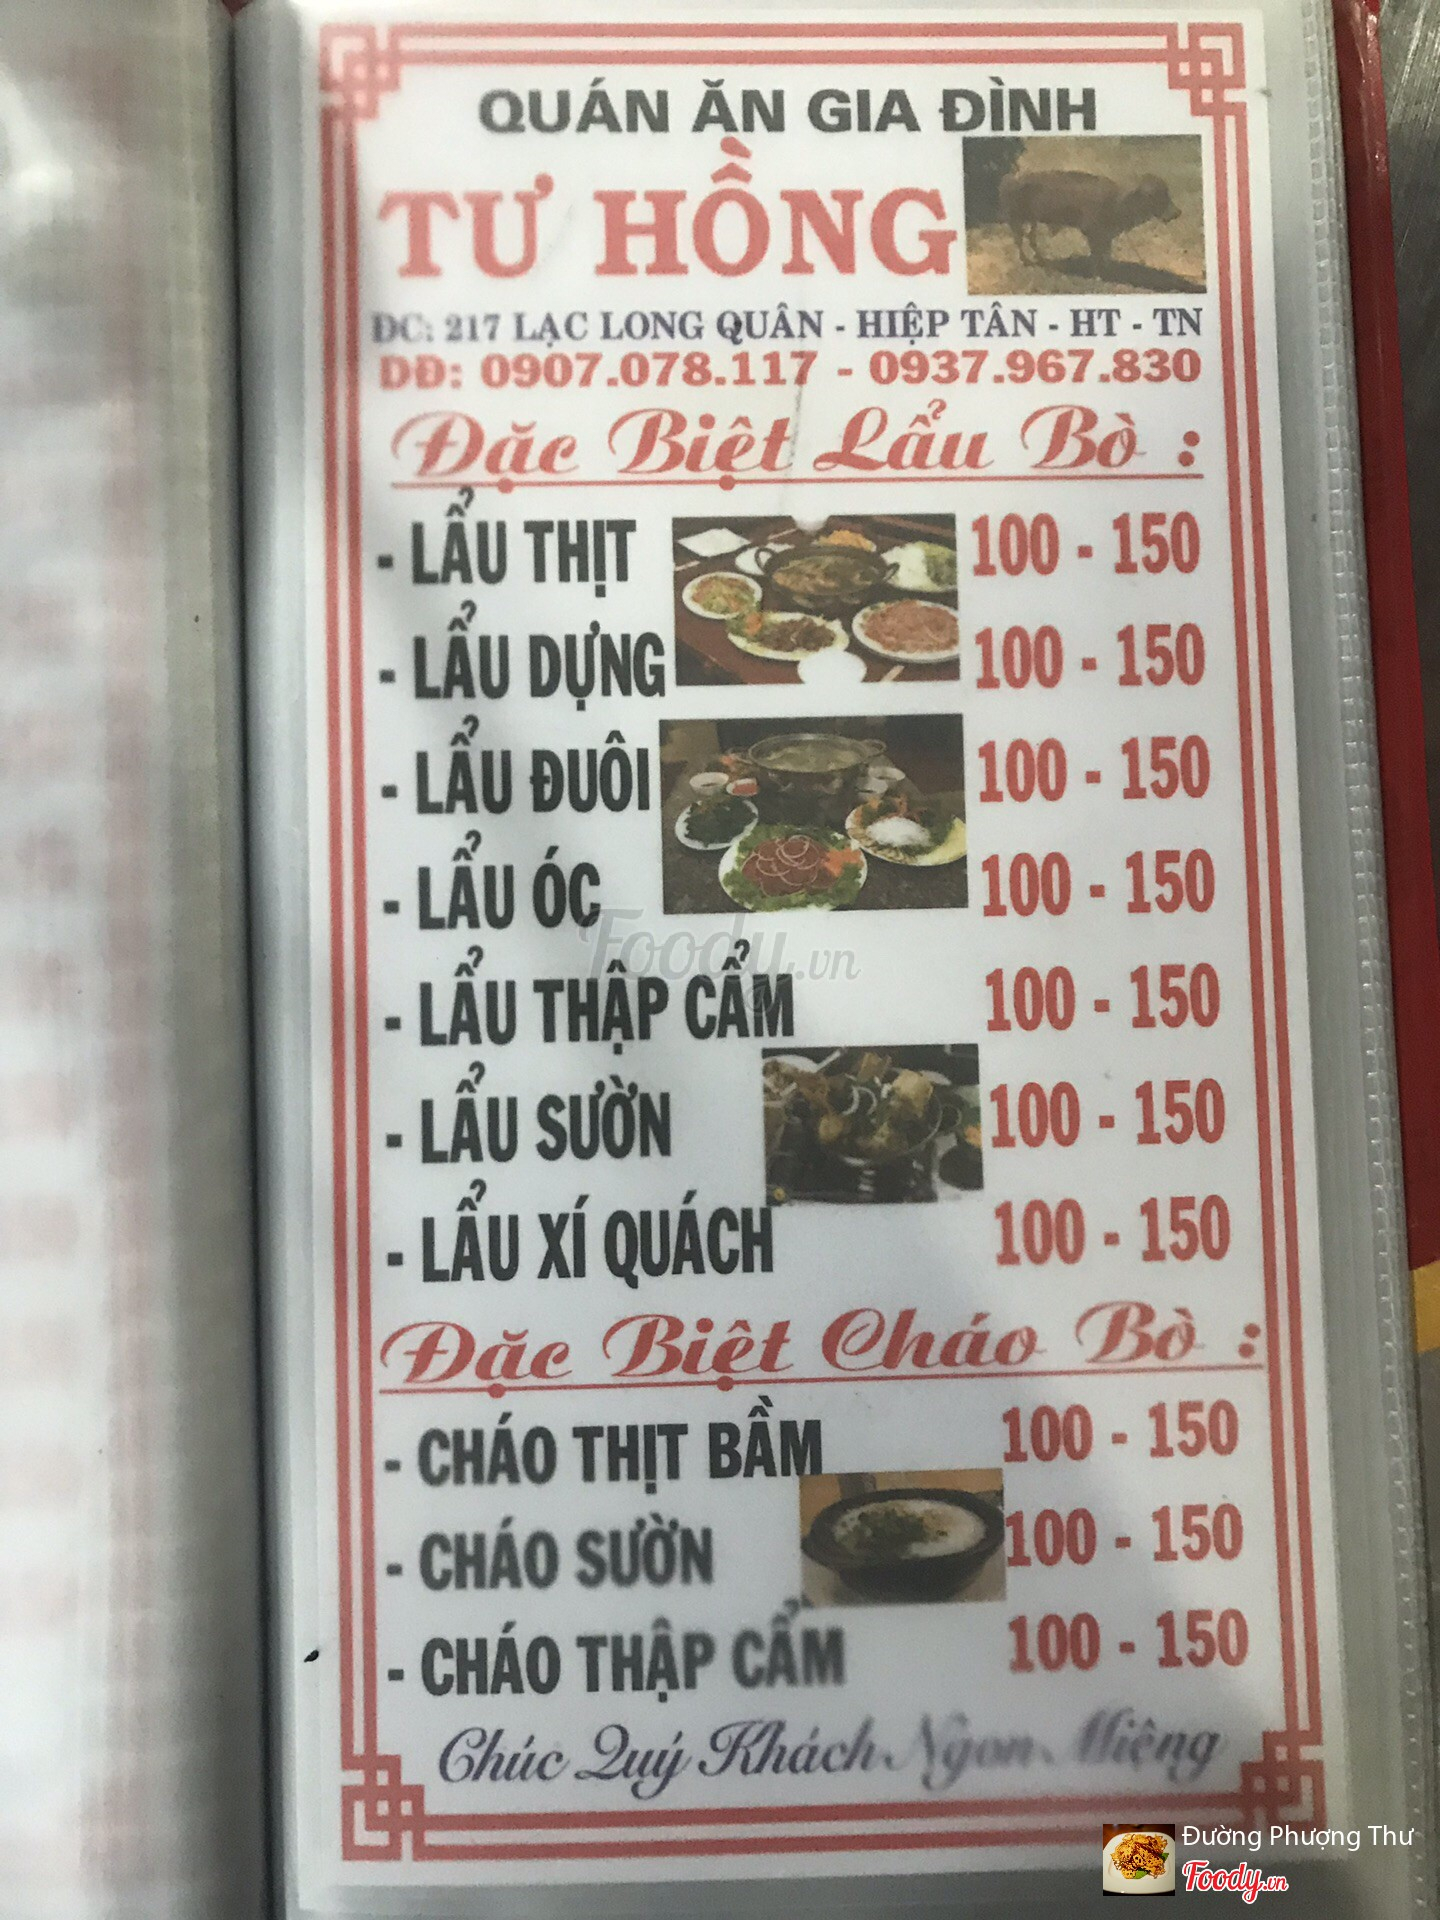 QUÁN ĂN GIA ĐÌNH
TƯ HỒNG
ĐC: 217 LẠC LONG QUÂN - HIỆP TÂN - HT - TN
DĐ: 0907.078.117 - 0937.967.830
Đặc Biệt Lẩu Bò :
- LẨU THỊT 100 - 150
- LẨU DỰNG 100 - 150
- LẨU ĐUÔI 100 - 150
- LẨU ÓC 100 - 150
Foody.vn
- LẨU THẬP CẨM 100 - 150
- LẨU SƯỜN 100 - 150
- LẨU XÍ QUÁCH 100 - 150
Đặc Biệt Cháo Bò :
- CHÁO THỊT BẦM 100 - 150
- CHÁO SƯỜN 100 - 150
- CHÁO THẬP CẨM 100 - 150
Chúc Quý Khách Ngon Miệng
Đường Phượng Thư
Foody.vn